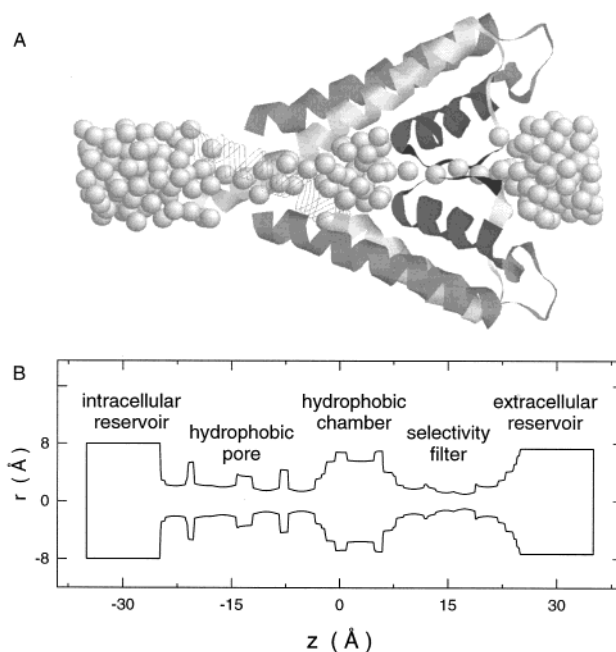 A
B
intracellular
reservoir
hydrophobic
pore
hydrophobic
chamber
selectivity
filter
extracellular
reservoir
r (Å)
8
0
-8
-30
-15
0
15
30
z (Å)